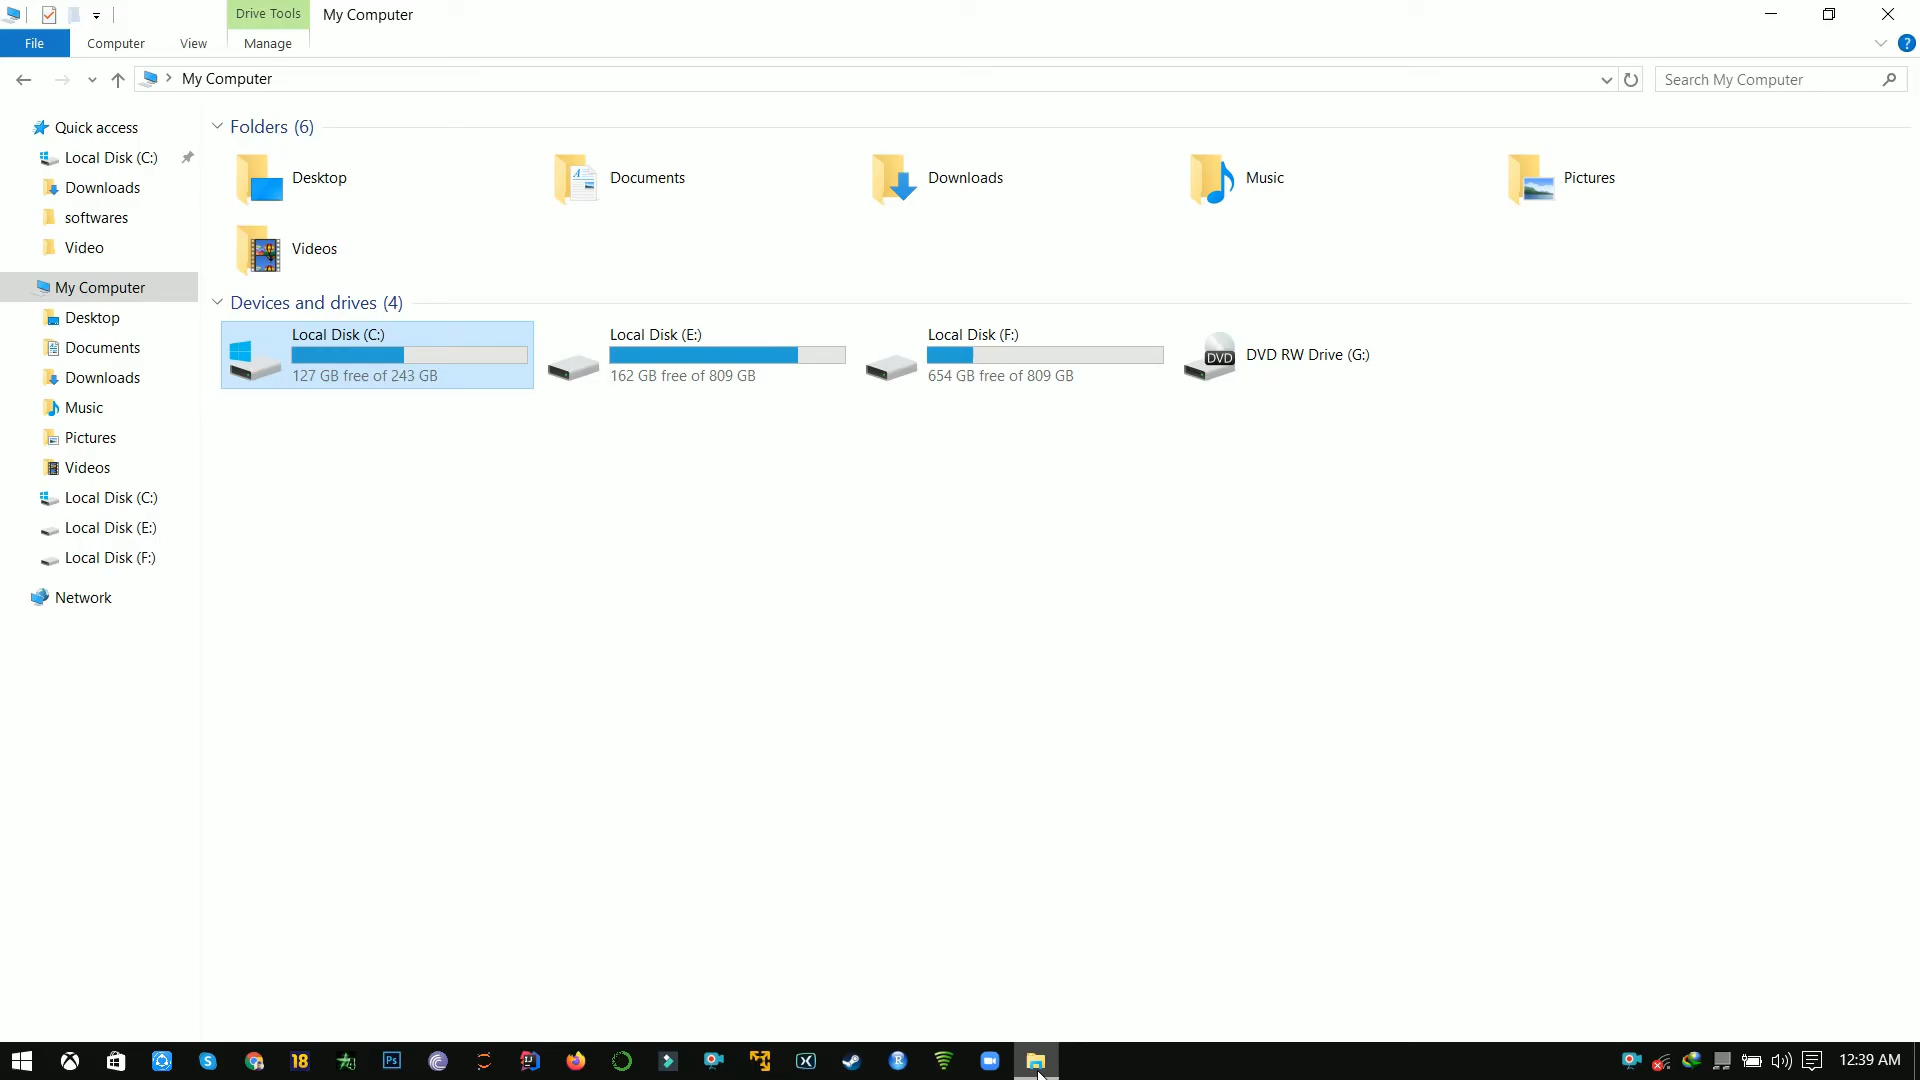 Drive Tools
My Computer
File
Computer
View
Manage
?
My Computer
Search My Computer
Quick access
Local Disk (C:)
Downloads
softwares
Video
My Computer
Desktop
Documents
Downloads
Music
Pictures
Videos
Local Disk (C:)
Local Disk (E:)
Local Disk (F:)
Network
Folders (6)
Desktop
Documents
Downloads
Music
Pictures
Videos
Devices and drives (4)
Local Disk (C:)
127 GB free of 243 GB
Local Disk (E:)
162 GB free of 809 GB
Local Disk (F:)
654 GB free of 809 GB
DVD
DVD RW Drive (G:)
S
18
Ps
IJ
X
R
12:39 AM